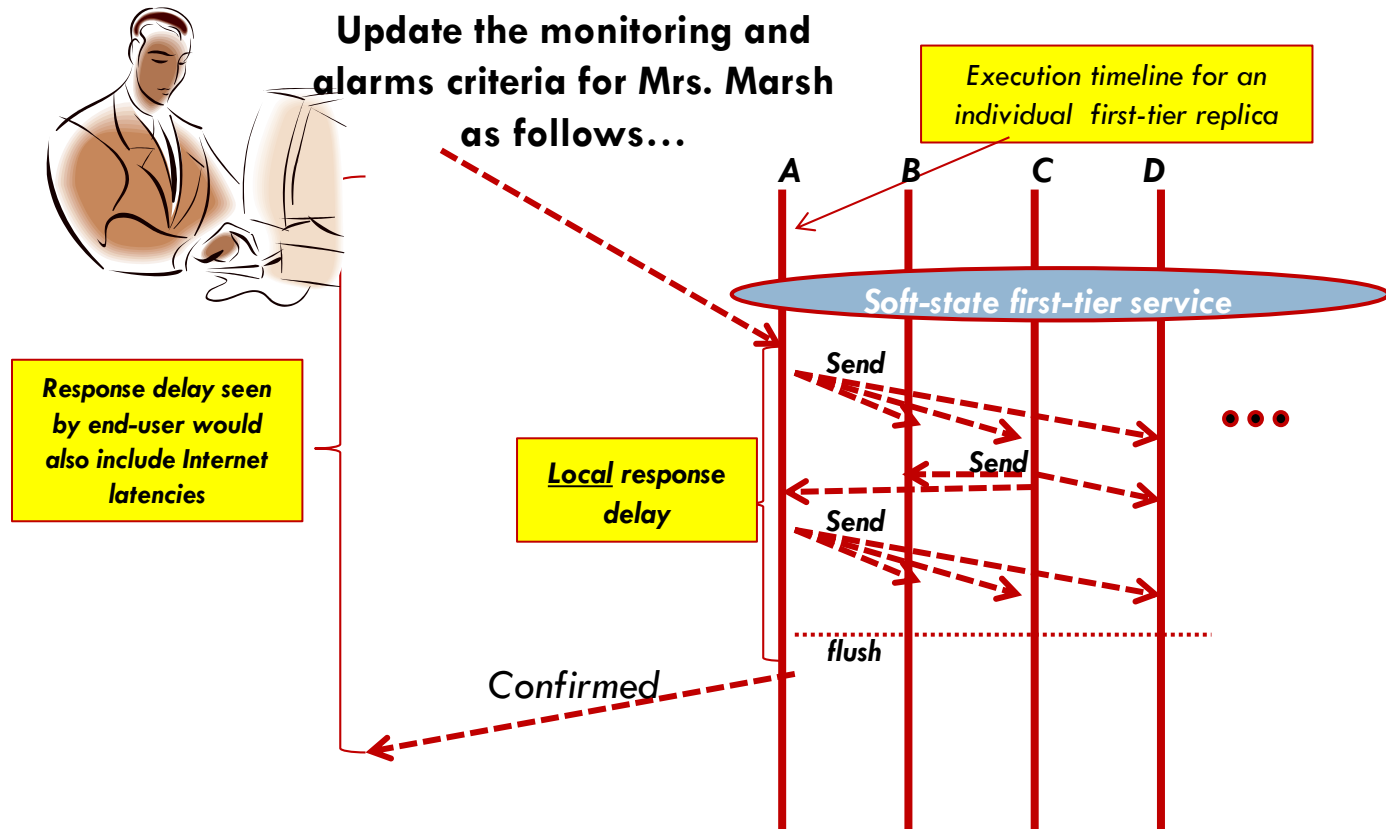 Update the monitoring and
alarms criteria for Mrs. Marsh
as follows…
Execution timeline for an
individual first-tier replica
A B C D
Soft-state first-tier service
Response delay seen
by end-user would
also include Internet
latencies
Local response
delay
Send
Send
Send
flush
Confirmed